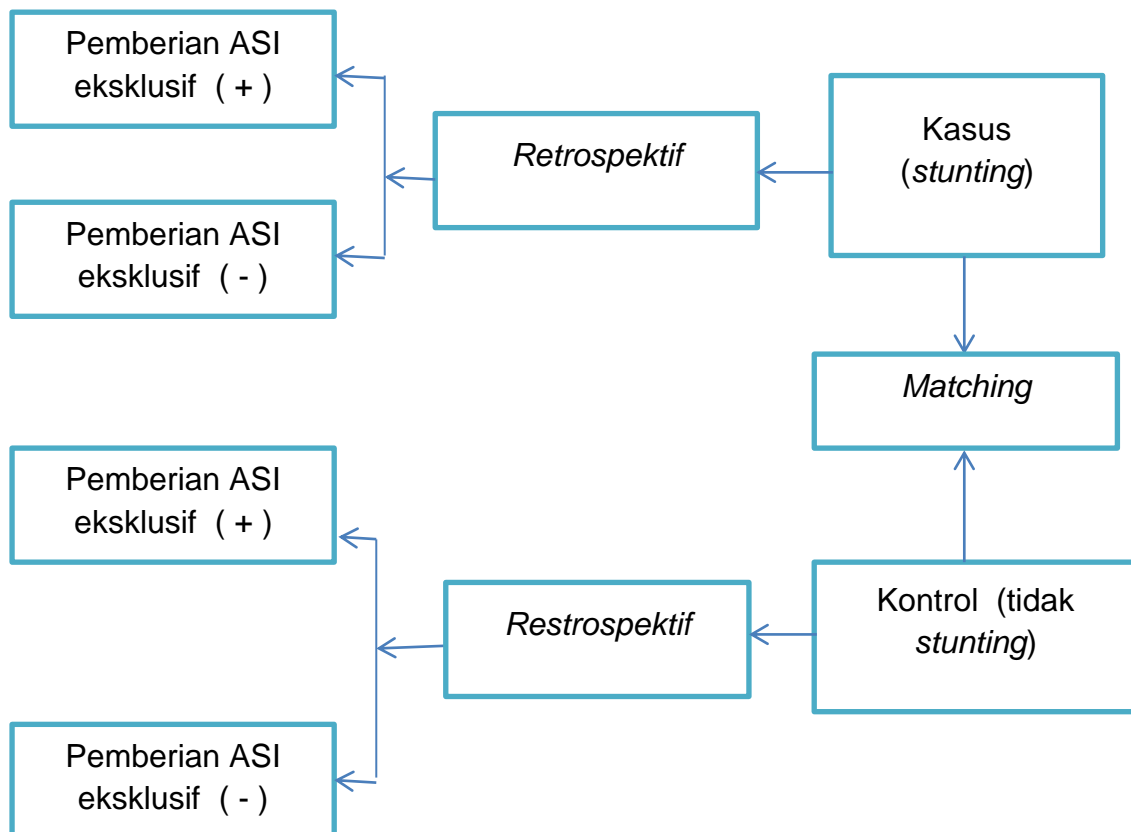 Pemberian ASI
eksklusif ( + )
Retrospektif
Kasus
(stunting)
Pemberian ASI
eksklusif ( - )
Matching
Pemberian ASI
eksklusif ( + )
Restrospektif
Kontrol (tidak
stunting)
Pemberian ASI
eksklusif ( - )